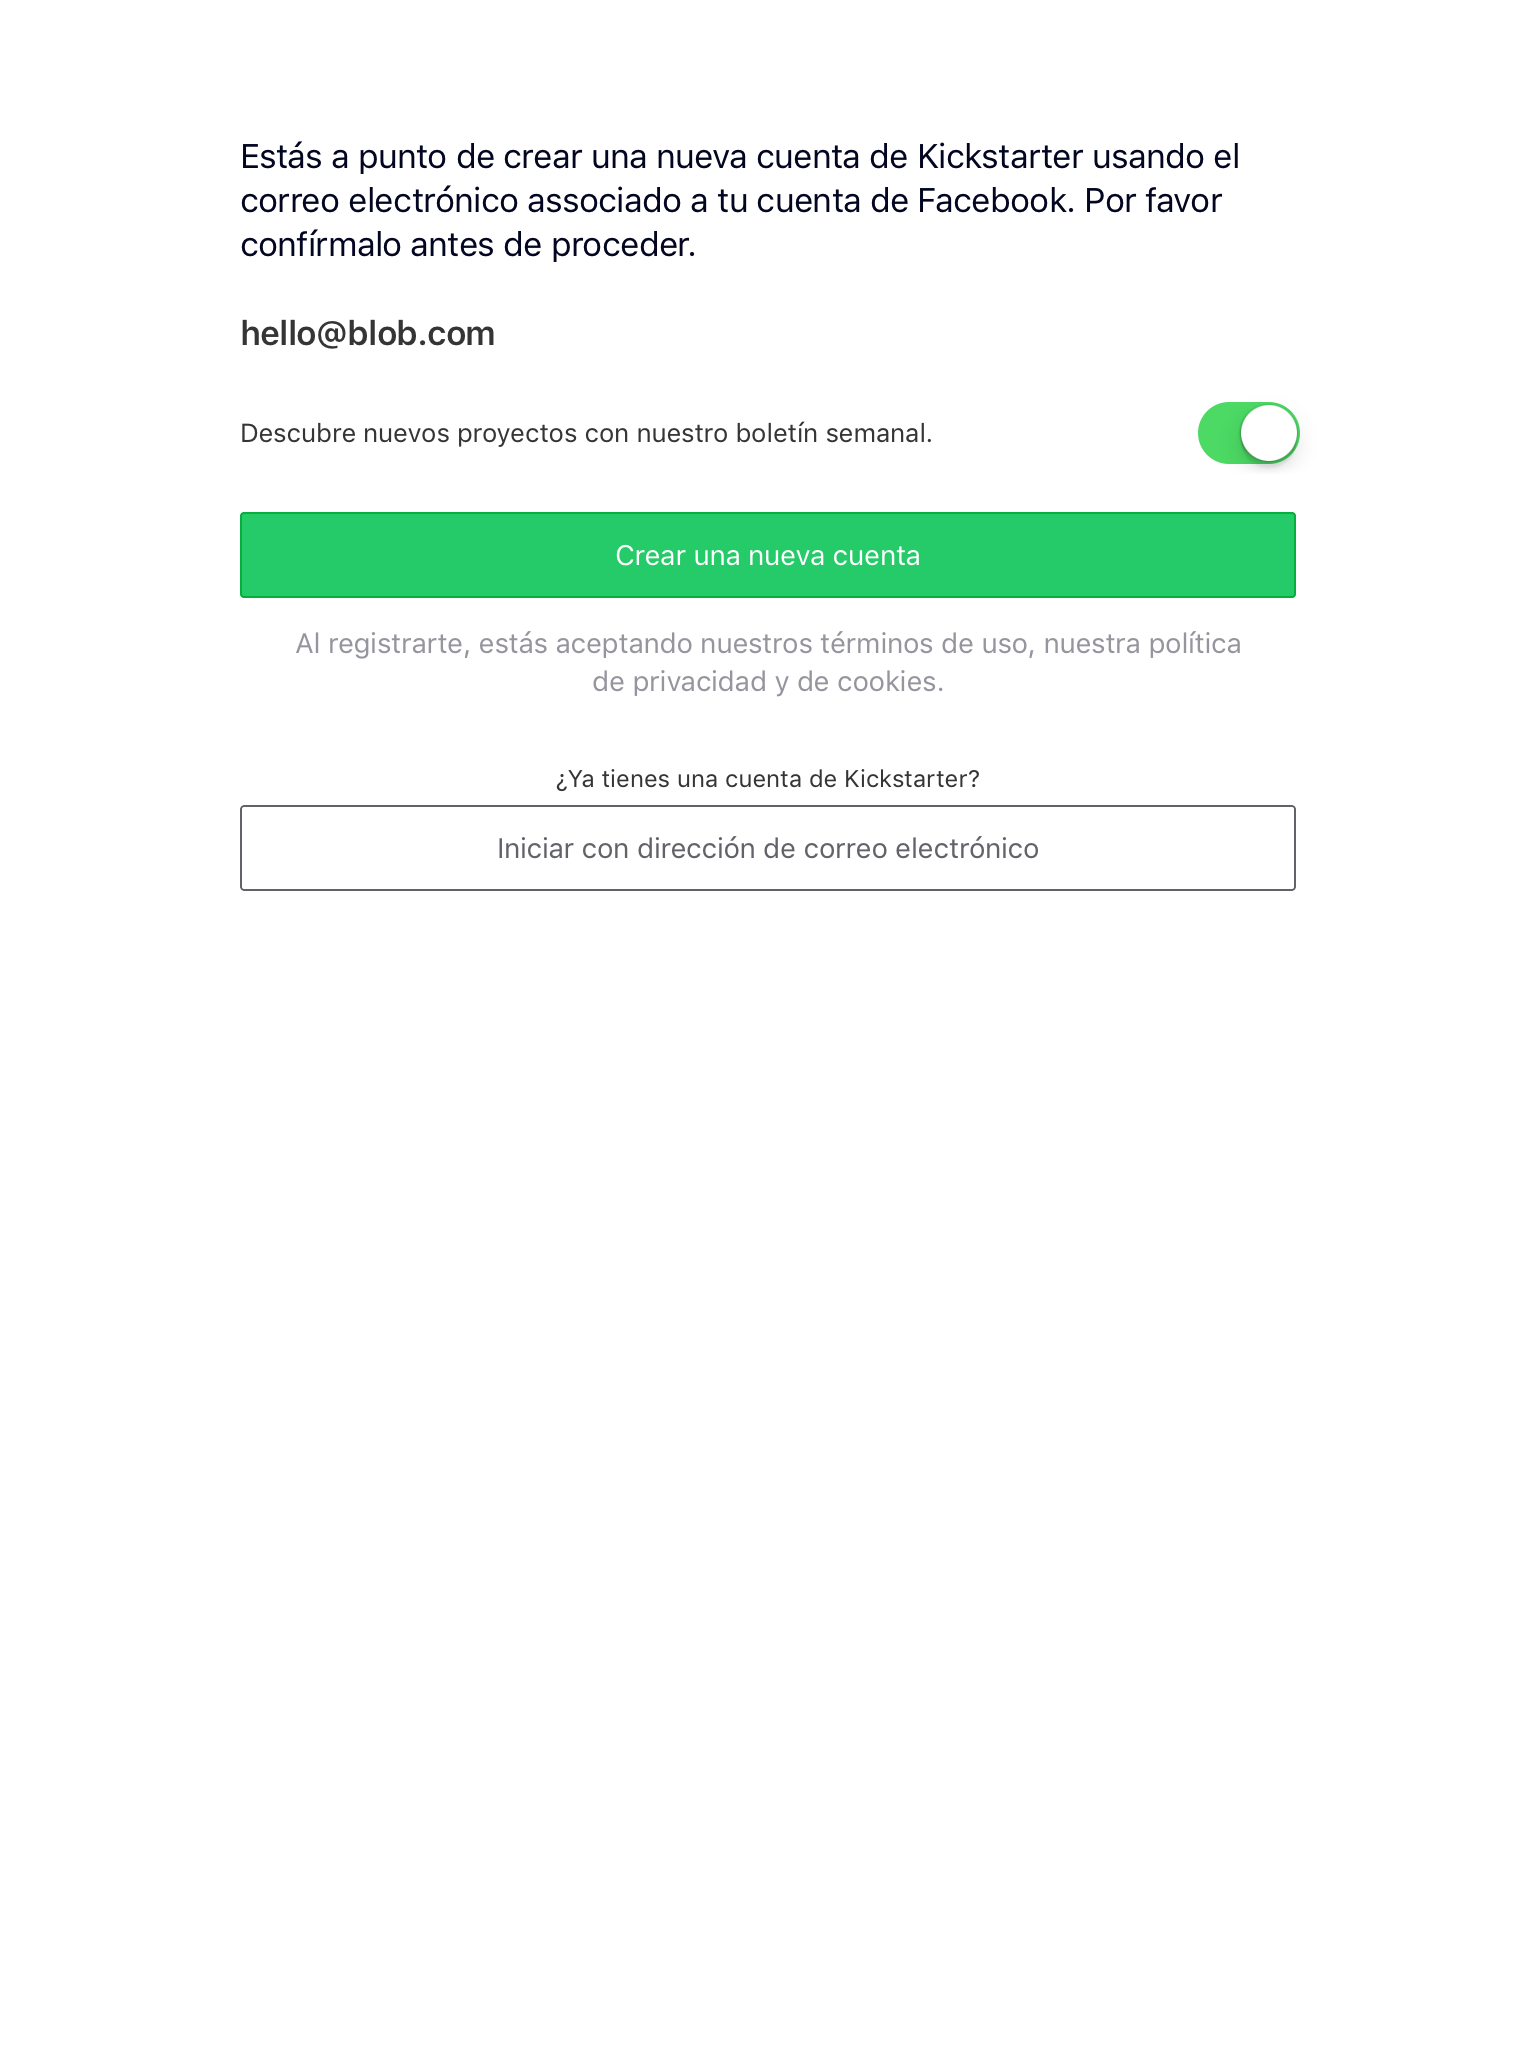 Estás a punto de crear una nueva cuenta de Kickstarter usando el
correo electrónico associado a tu cuenta de Facebook. Por favor
confírmalo antes de proceder.
hello@blob.com
Descubre nuevos proyectos con nuestro boletín semanal.
Crear una nueva cuenta
Al registrarte, estás aceptando nuestros términos de uso, nuestra política
de privacidad y de cookies.
¿Ya tienes una cuenta de Kickstarter?
Iniciar con dirección de correo electrónico